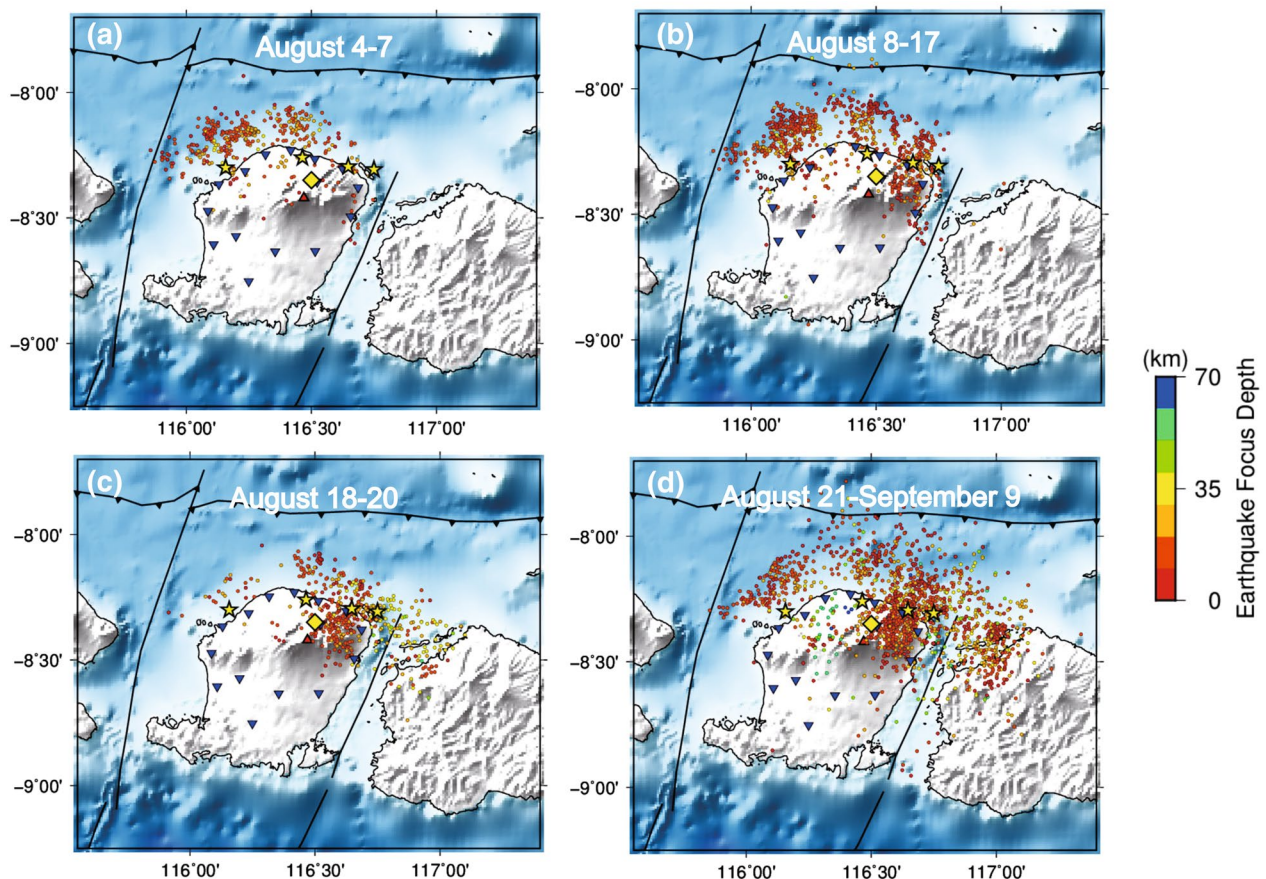 (a)
August 4-7
−8°00'
−8°30'
−9°00'
116°00'
116°30'
117°00'
(b)
August 8-17
−8°00'
−8°30'
−9°00'
116°00'
116°30'
117°00'
(c)
August 18-20
−8°00'
−8°30'
−9°00'
116°00'
116°30'
117°00'
(d)
August 21-September 9
−8°00'
−8°30'
−9°00'
116°00'
116°30'
117°00'
(km)
70
35
0
Earthquake Focus Depth